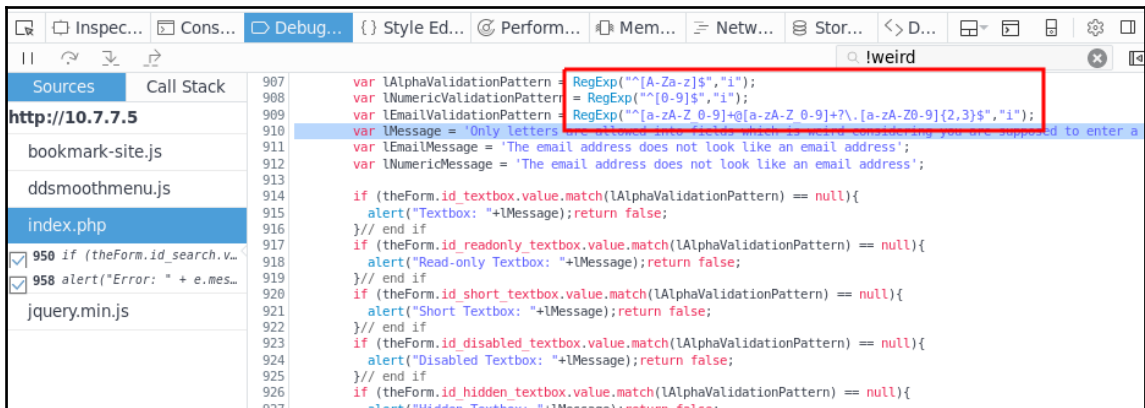 Inspec... Cons... Debug... {} Style Ed... Perform... Mem... Netw... Stor... D...
!weird
Sources Call Stack
http://10.7.7.5
bookmark-site.js
ddsmoothmenu.js
index.php
950 if (theForm.id_search.v…
958 alert("Error: " + e.mes…
jquery.min.js
907 var lAlphaValidationPattern = RegExp("^[A-Za-z]$","i");
908 var lNumericValidationPattern = RegExp("^[0-9]$","i");
909 var lEmailValidationPattern = RegExp("^[a-zA-Z_0-9]+@[a-zA-Z_0-9]+?\.[a-zA-Z0-9]{2,3}$","i");
910 var lMessage = 'Only letters are allowed into fields which is weird considering you are supposed to enter a
911 var lEmailMessage = 'The email address does not look like an email address';
912 var lNumericMessage = 'The email address does not look like an email address';
913
914 if (theForm.id_textbox.value.match(lAlphaValidationPattern) == null){
915 alert("Textbox: "+lMessage);return false;
916 }// end if
917 if (theForm.id_readonly_textbox.value.match(lAlphaValidationPattern) == null){
918 alert("Read-only Textbox: "+lMessage);return false;
919 }// end if
920 if (theForm.id_short_textbox.value.match(lAlphaValidationPattern) == null){
921 alert("Short Textbox: "+lMessage);return false;
922 }// end if
923 if (theForm.id_disabled_textbox.value.match(lAlphaValidationPattern) == null){
924 alert("Disabled Textbox: "+lMessage);return false;
925 }// end if
926 if (theForm.id_hidden_textbox.value.match(lAlphaValidationPattern) == null){
927 alert("Hidden Textbox: "+lMessage);return false;